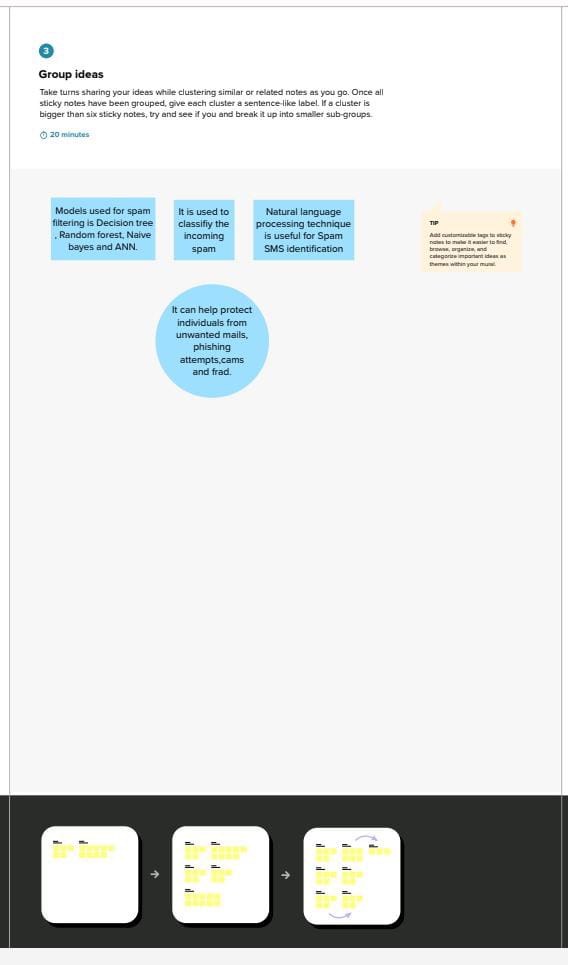 3
Group ideas
Take turns sharing your ideas while clustering similar or related notes as you go. Once all
sticky notes have been grouped, give each cluster a sentence-like label. If a cluster is
bigger than six sticky notes, try and see if you and break it up into smaller sub-groups.
20 minutes
Models used for spam
filtering is Decision tree
, Random forest, Naive
bayes and ANN.
It is used to
classifiy the
incoming
spam
Natural language
processing technique
is useful for Spam
SMS identification
TIP
Add customizable tags to sticky
notes to make it easier to find,
browse, organize, and
categorize important ideas as
themes within your mural.
It can help protect
individuals from
unwanted mails,
phishing
attempts,cams
and frad.